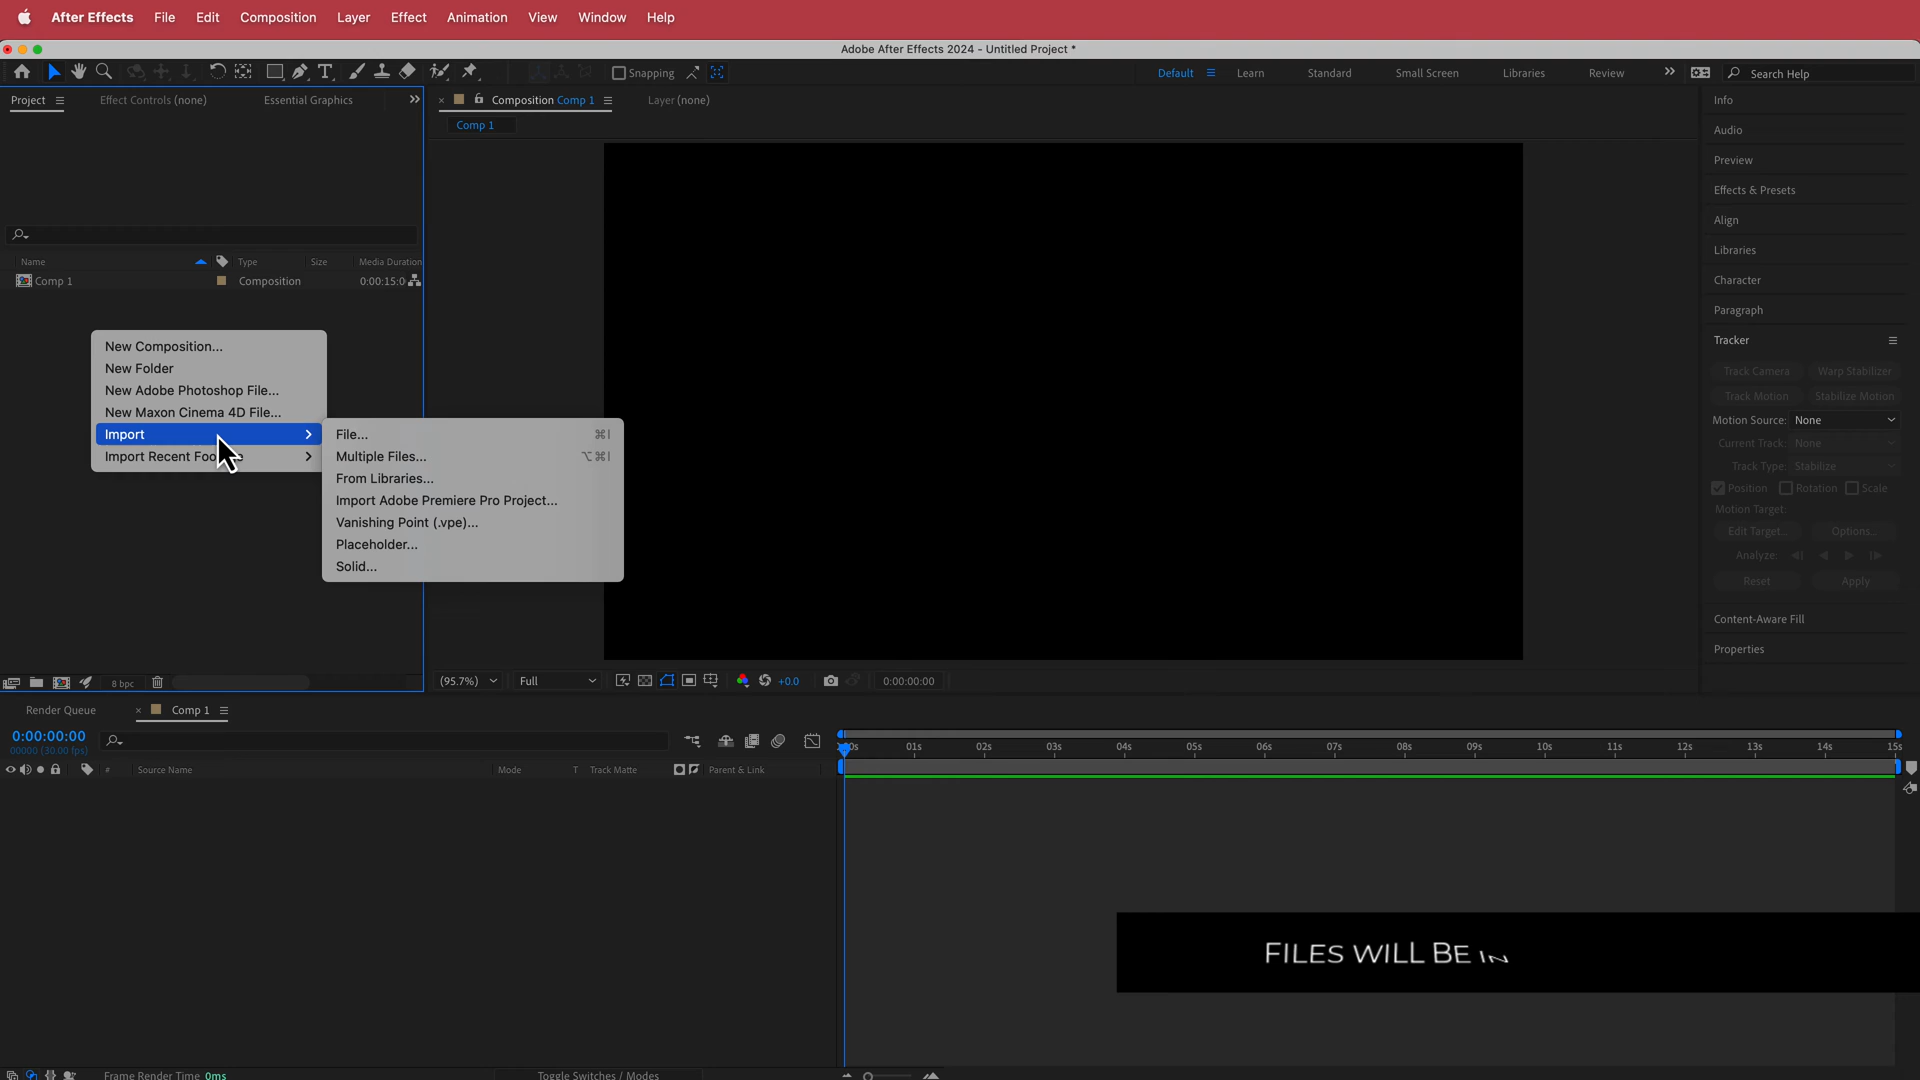 After Effects File Edit Composition Layer Effect Animation View Window Help
Adobe After Effects 2024 - Untitled Project *
Snapping Default Learn Standard Small Screen Libraries Review Search Help
Project Effect Controls (none) Essential Graphics
Composition Comp 1 Layer (none)
Comp 1
Name Type Size Media Duration
Comp 1 Composition 0:00:15:0
New Composition...
New Folder
New Adobe Photoshop File...
New Maxon Cinema 4D File...
Import
Import Recent Foo
File... ⌘I
Multiple Files... ⌥⌘I
From Libraries...
Import Adobe Premiere Pro Project...
Vanishing Point (.vpe)...
Placeholder...
Solid...
Info
Audio
Preview
Effects & Presets
Align
Libraries
Character
Paragraph
Tracker
Track Camera Warp Stabilizer
Track Motion Stabilize Motion
Motion Source: None
Current Track: None
Track Type: Stabilize
Position Rotation Scale
Motion Target:
Edit Target... Options...
Analyze:
Reset Apply
Content-Aware Fill
Properties
8 bpc
(95.7%) Full +0.0 0:00:00:00
Render Queue Comp 1
0:00:00:00
00000 (30.00 fps)
# Source Name Mode T Track Matte Parent & Link
01s 02s 03s 04s 05s 06s 07s 08s 09s 10s 11s 12s 13s 14s 15s
FILES WILL BE IN
Frame Render Time 0ms Toggle Switches / Modes